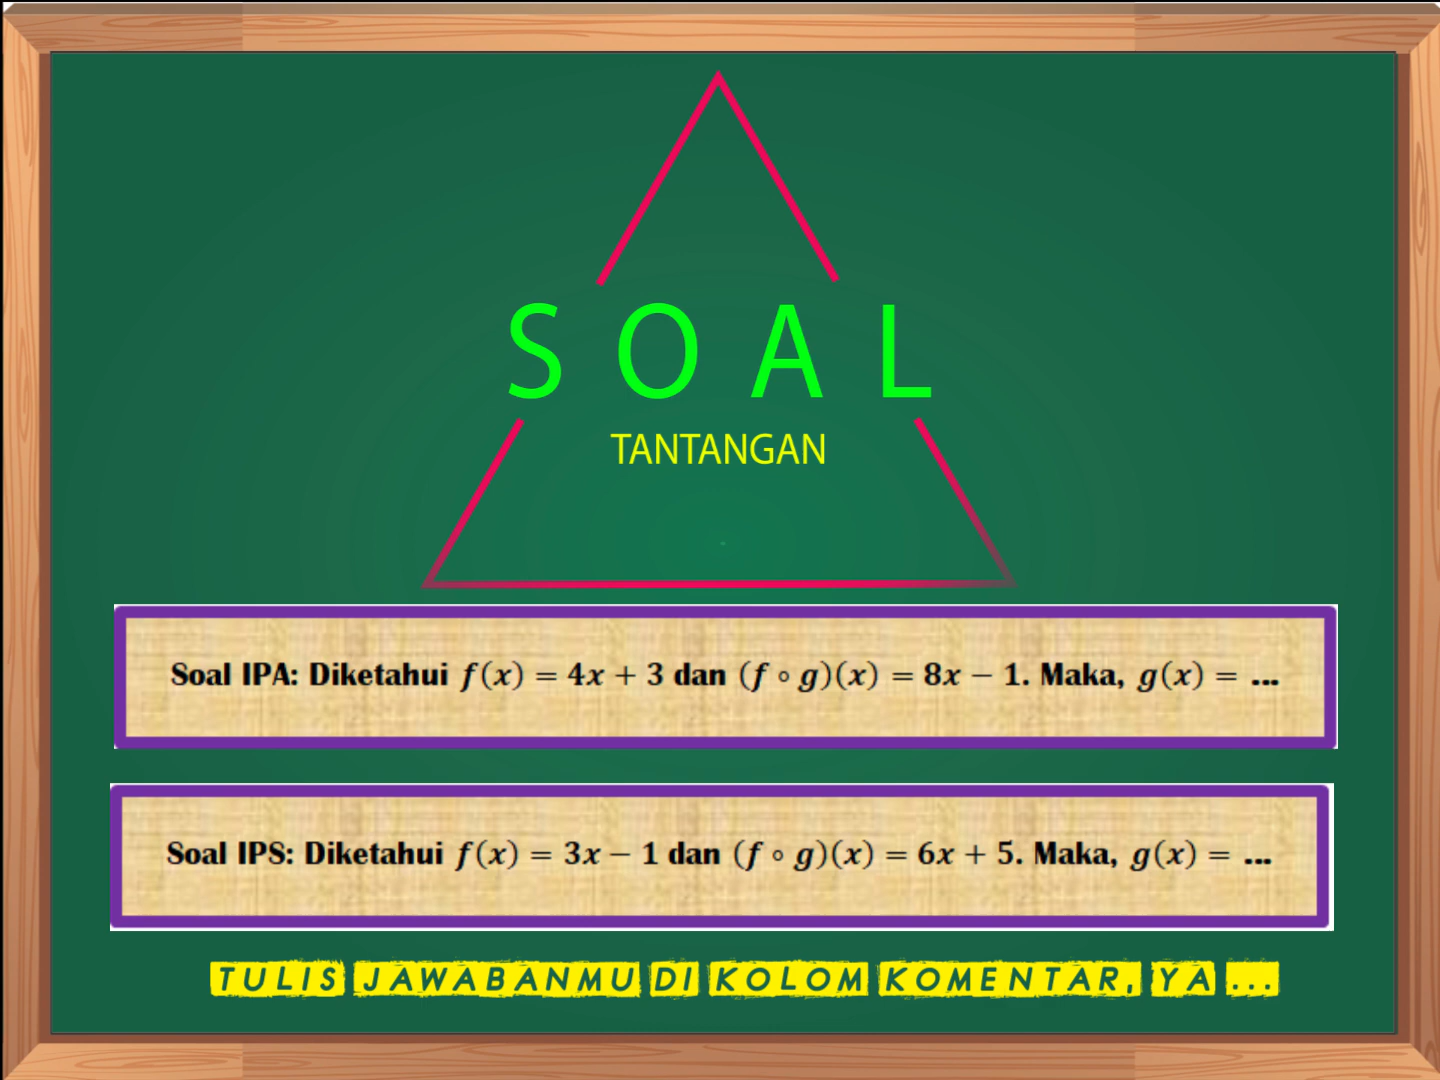 S O A L
TANTANGAN
Soal IPA: Diketahui f(x) = 4x + 3 dan (f ∘ g)(x) = 8x − 1. Maka, g(x) = ...
Soal IPS: Diketahui f(x) = 3x − 1 dan (f ∘ g)(x) = 6x + 5. Maka, g(x) = ...
TULIS JAWABANMU DI KOLOM KOMENTAR, YA ...